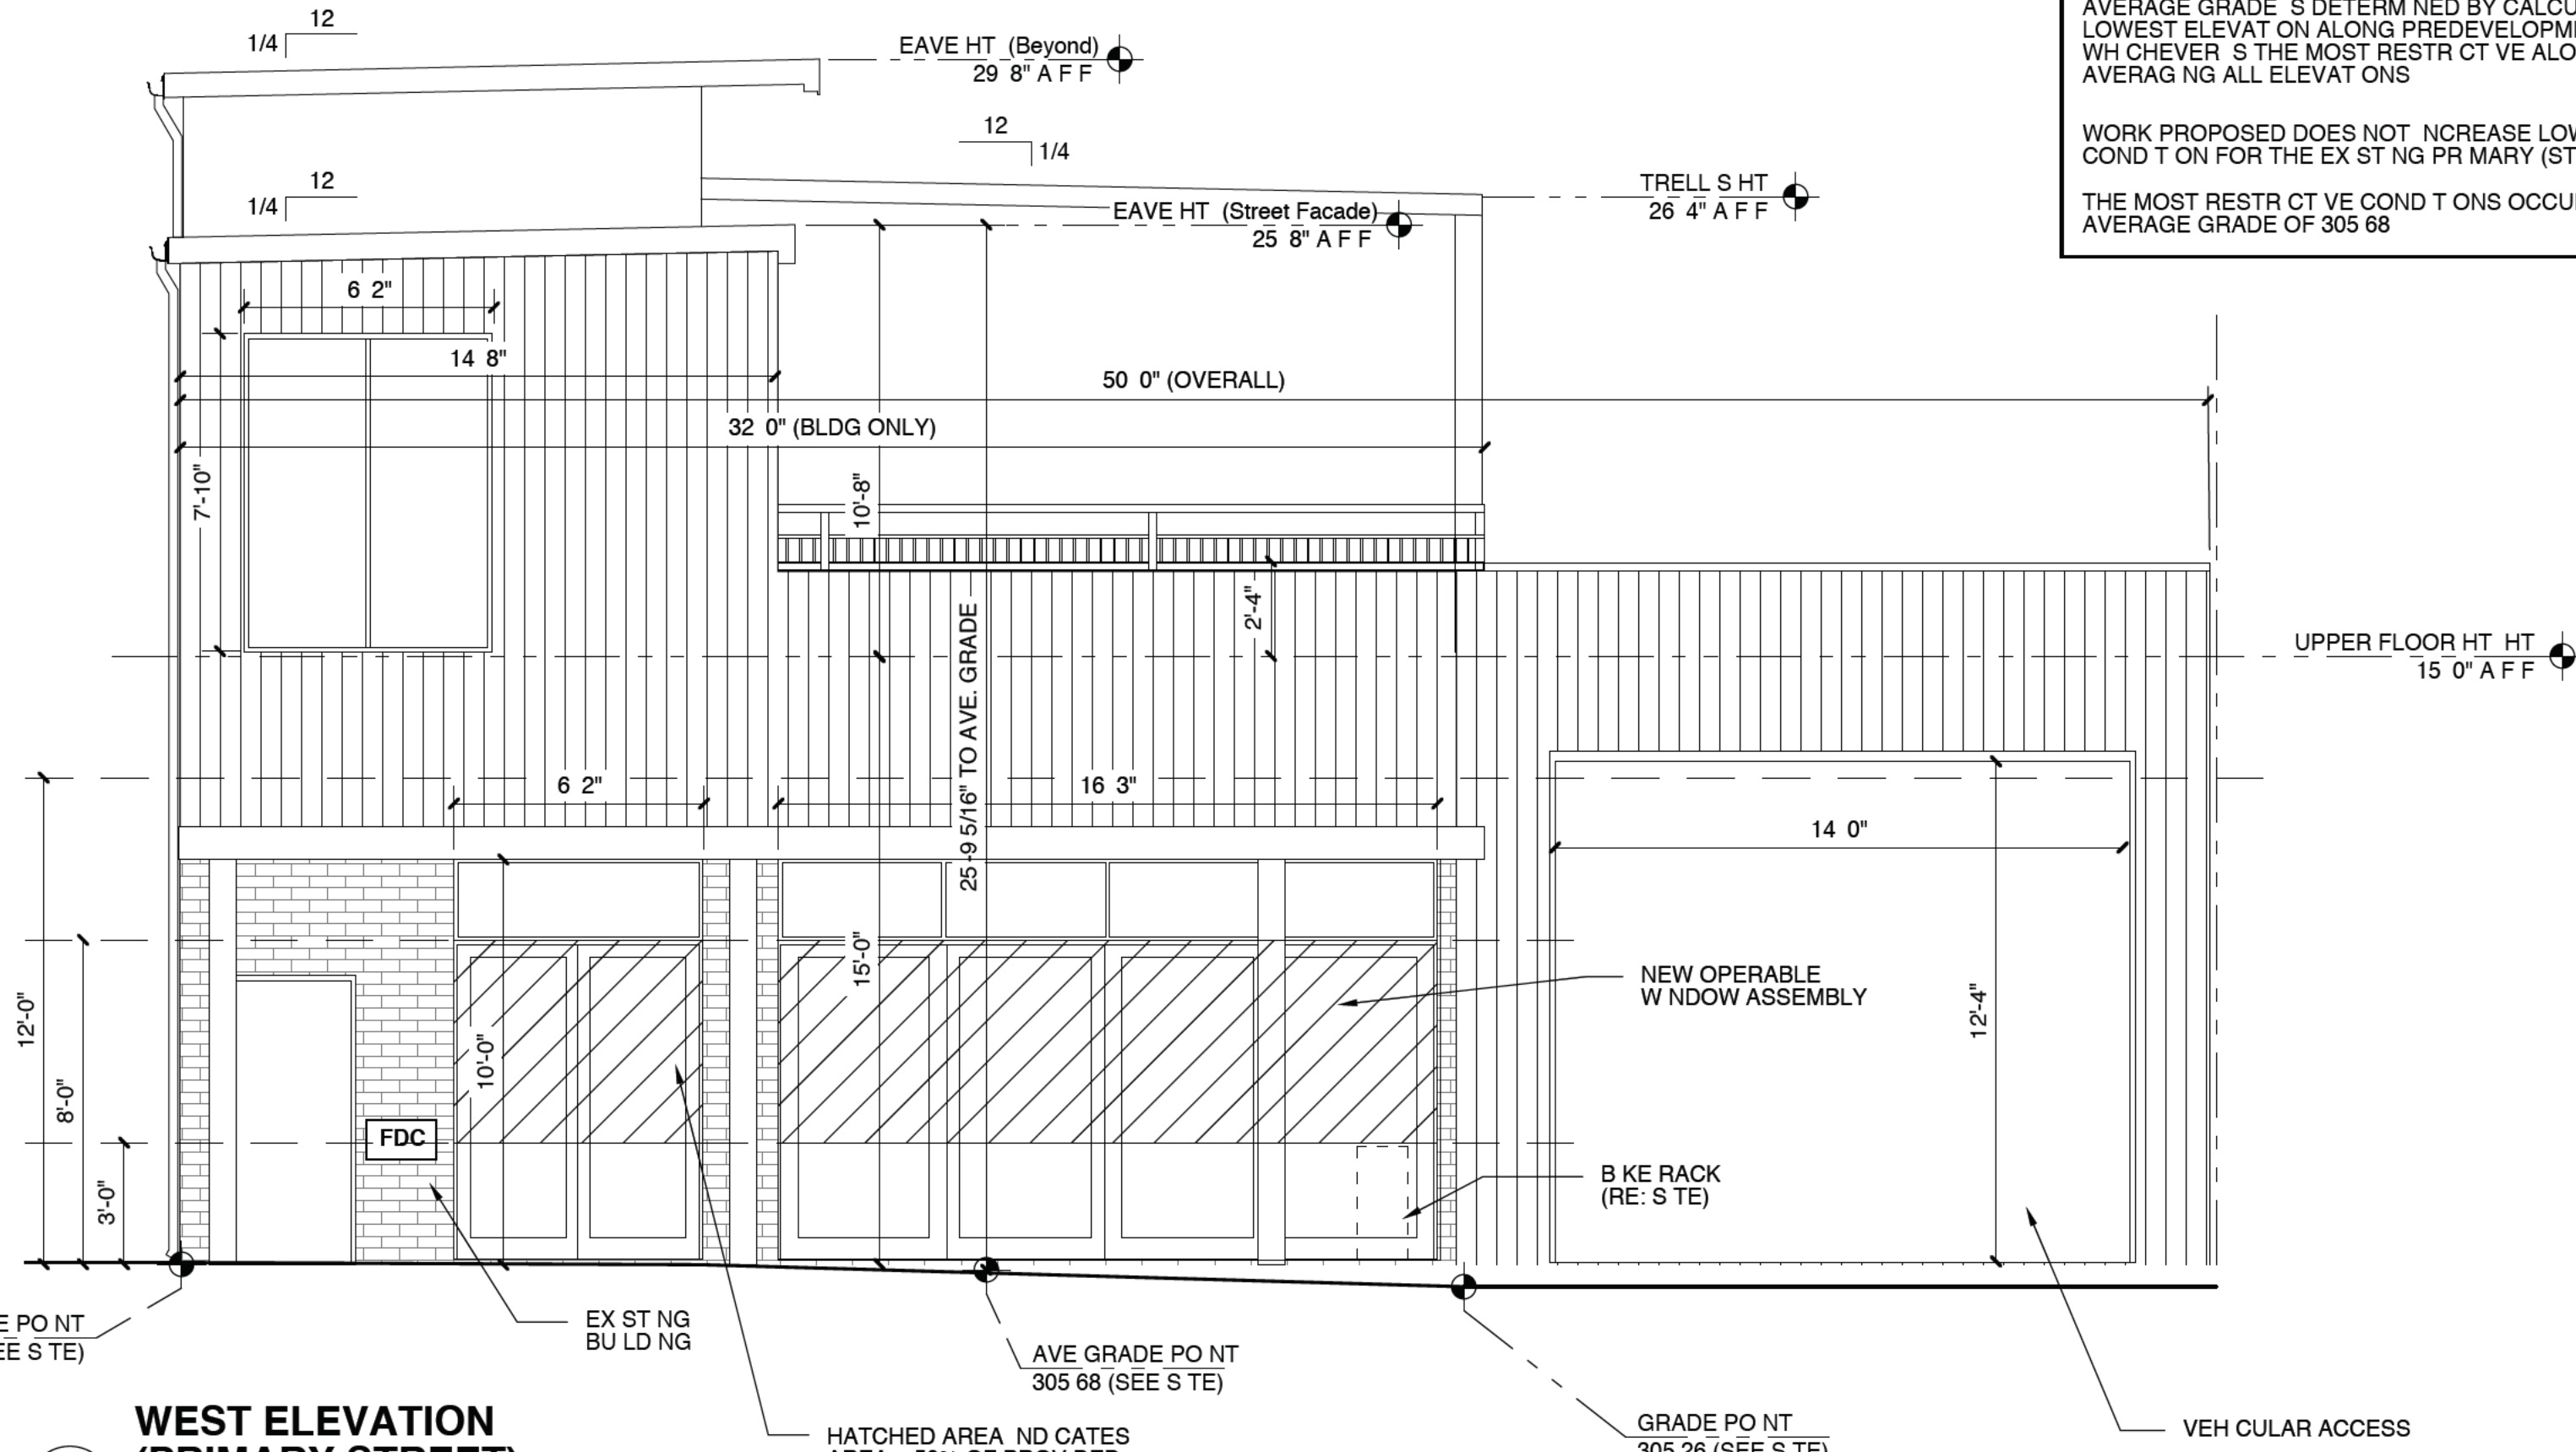 12
1/4
EAVE HT (Beyond)
29 8" A F F
AVERAGE GRADE S DETERM NED BY CALCU
LOWEST ELEVAT ON ALONG PREDEVELOPM
WH CHEVER S THE MOST RESTR CT VE ALO
AVERAG NG ALL ELEVAT ONS
WORK PROPOSED DOES NOT NCREASE LOW
COND T ON FOR THE EX ST NG PR MARY (ST
THE MOST RESTR CT VE COND T ONS OCCU
AVERAGE GRADE OF 305 68
12
1/4
12
1/4
TRELL S HT
26 4" A F F
EAVE HT (Street Facade)
25 8" A F F
6 2"
14 8"
50 0" (OVERALL)
32 0" (BLDG ONLY)
7'-10"
10'-8"
2'-4"
25 -9 5/16" TO AVE. GRADE
UPPER FLOOR HT HT
15 0" A F F
6 2"
16 3"
14 0"
15'-0"
12'-0"
8'-0"
3'-0"
10'-0"
12'-4"
NEW OPERABLE
W NDOW ASSEMBLY
FDC
B KE RACK
(RE: S TE)
E PO NT
EE S TE)
EX ST NG
BU LD NG
AVE GRADE PO NT
305 68 (SEE S TE)
GRADE PO NT
305 26 (SEE S TE)
VEH CULAR ACCESS
HATCHED AREA ND CATES
WEST ELEVATION
(PRIMARY STREET)